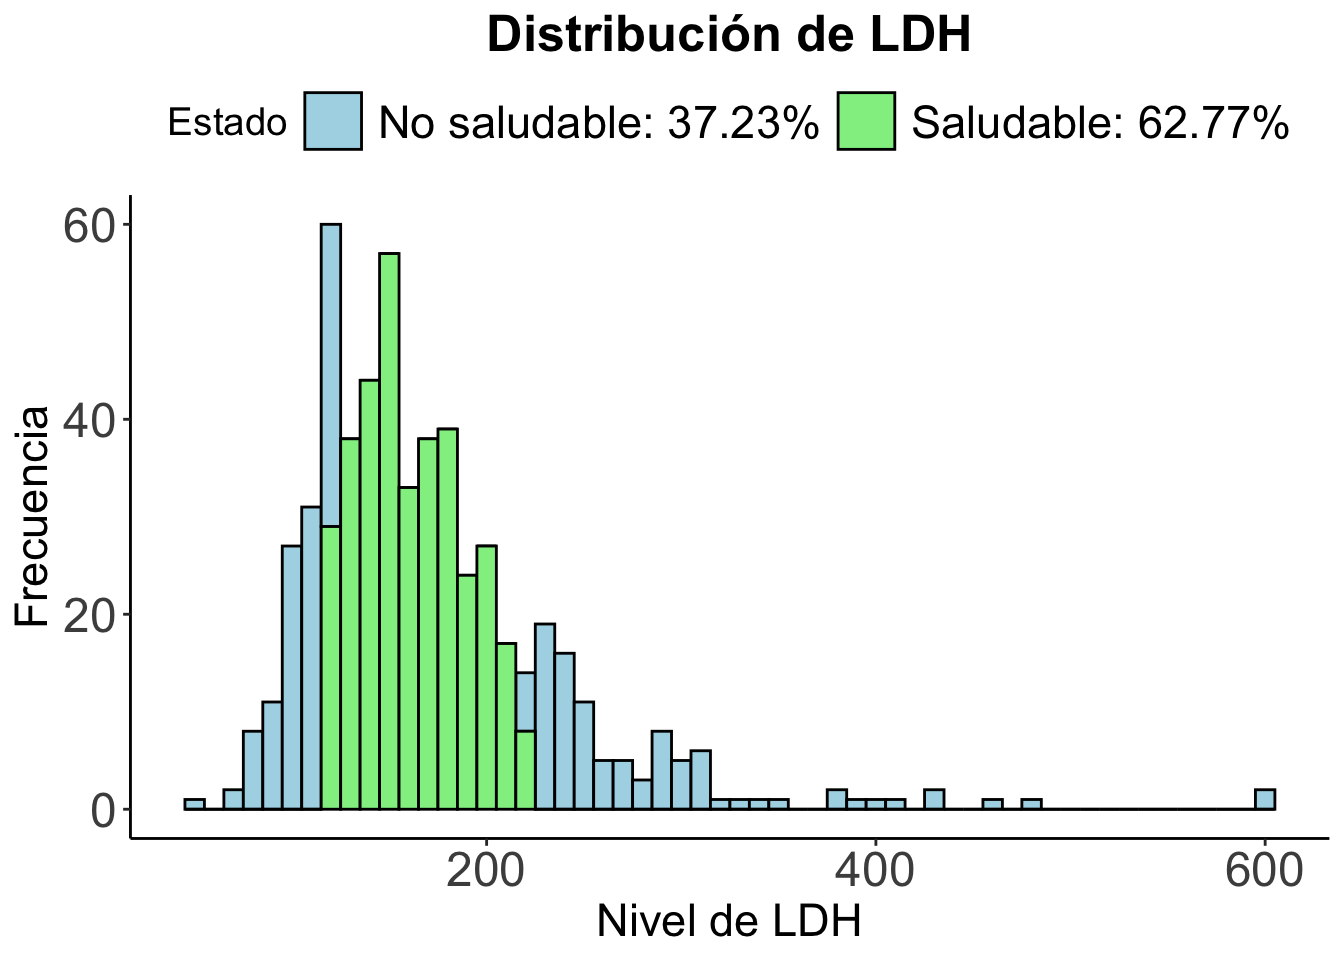 Distribución de LDH
Estado No saludable: 37.23% Saludable: 62.77%
60
40
20
0
Frecuencia
200 400 600
Nivel de LDH